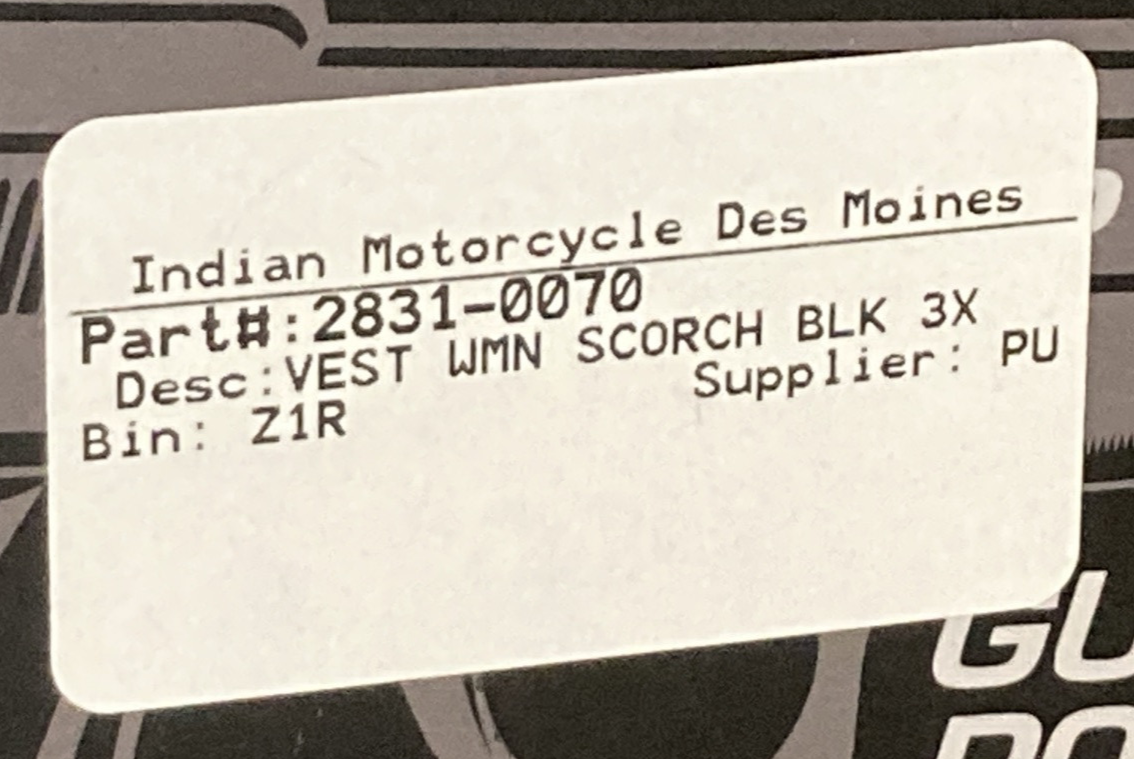 Indian Motorcycle Des Moines
Part#:2831-0070
Desc:VEST WMN SCORCH BLK 3X
Supplier: PU
Bin: Z1R